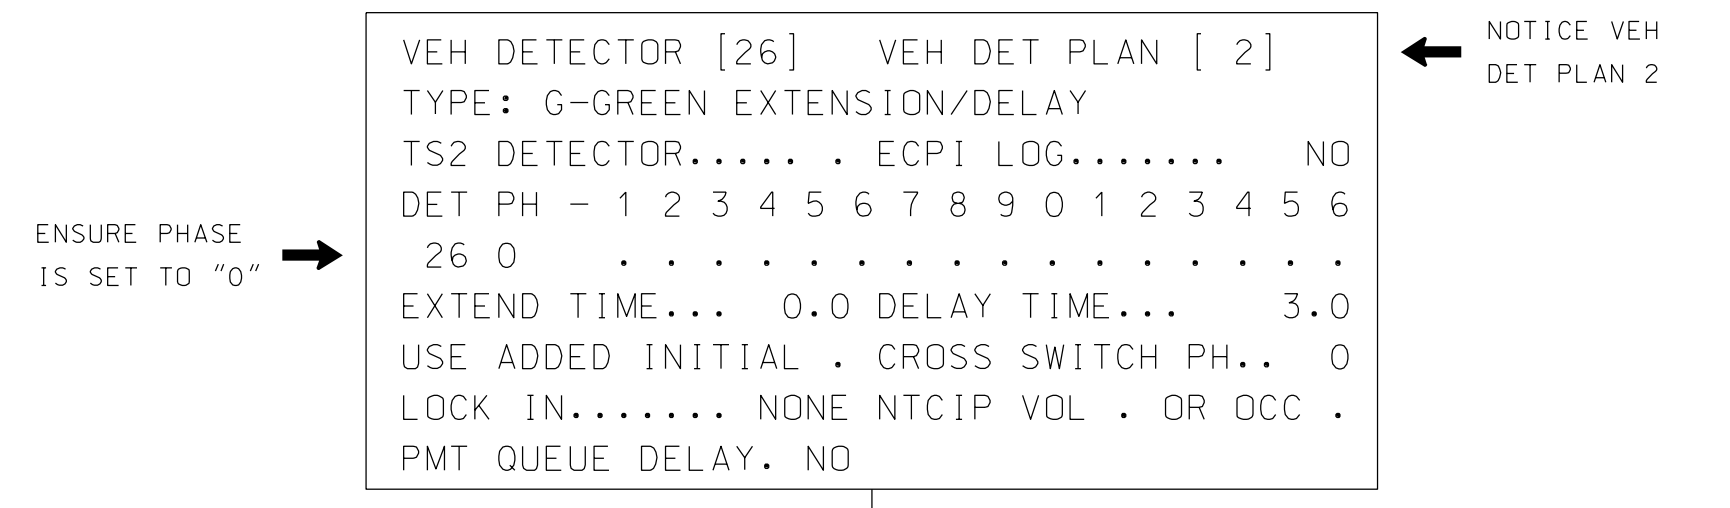 NOTICE VEH
DET PLAN 2
VEH DETECTOR [26] VEH DET PLAN [ 2]
TYPE: G-GREEN EXTENSION/DELAY
TS2 DETECTOR..... . ECPI LOG....... NO
DET PH - 1 2 3 4 5 6 7 8 9 0 1 2 3 4 5 6
26 0 . . . . . . . . . . . . . . . .
EXTEND TIME... 0.0 DELAY TIME... 3.0
USE ADDED INITIAL . CROSS SWITCH PH.. 0
LOCK IN....... NONE NTCIP VOL . OR OCC .
PMT QUEUE DELAY. NO
ENSURE PHASE
IS SET TO "0"